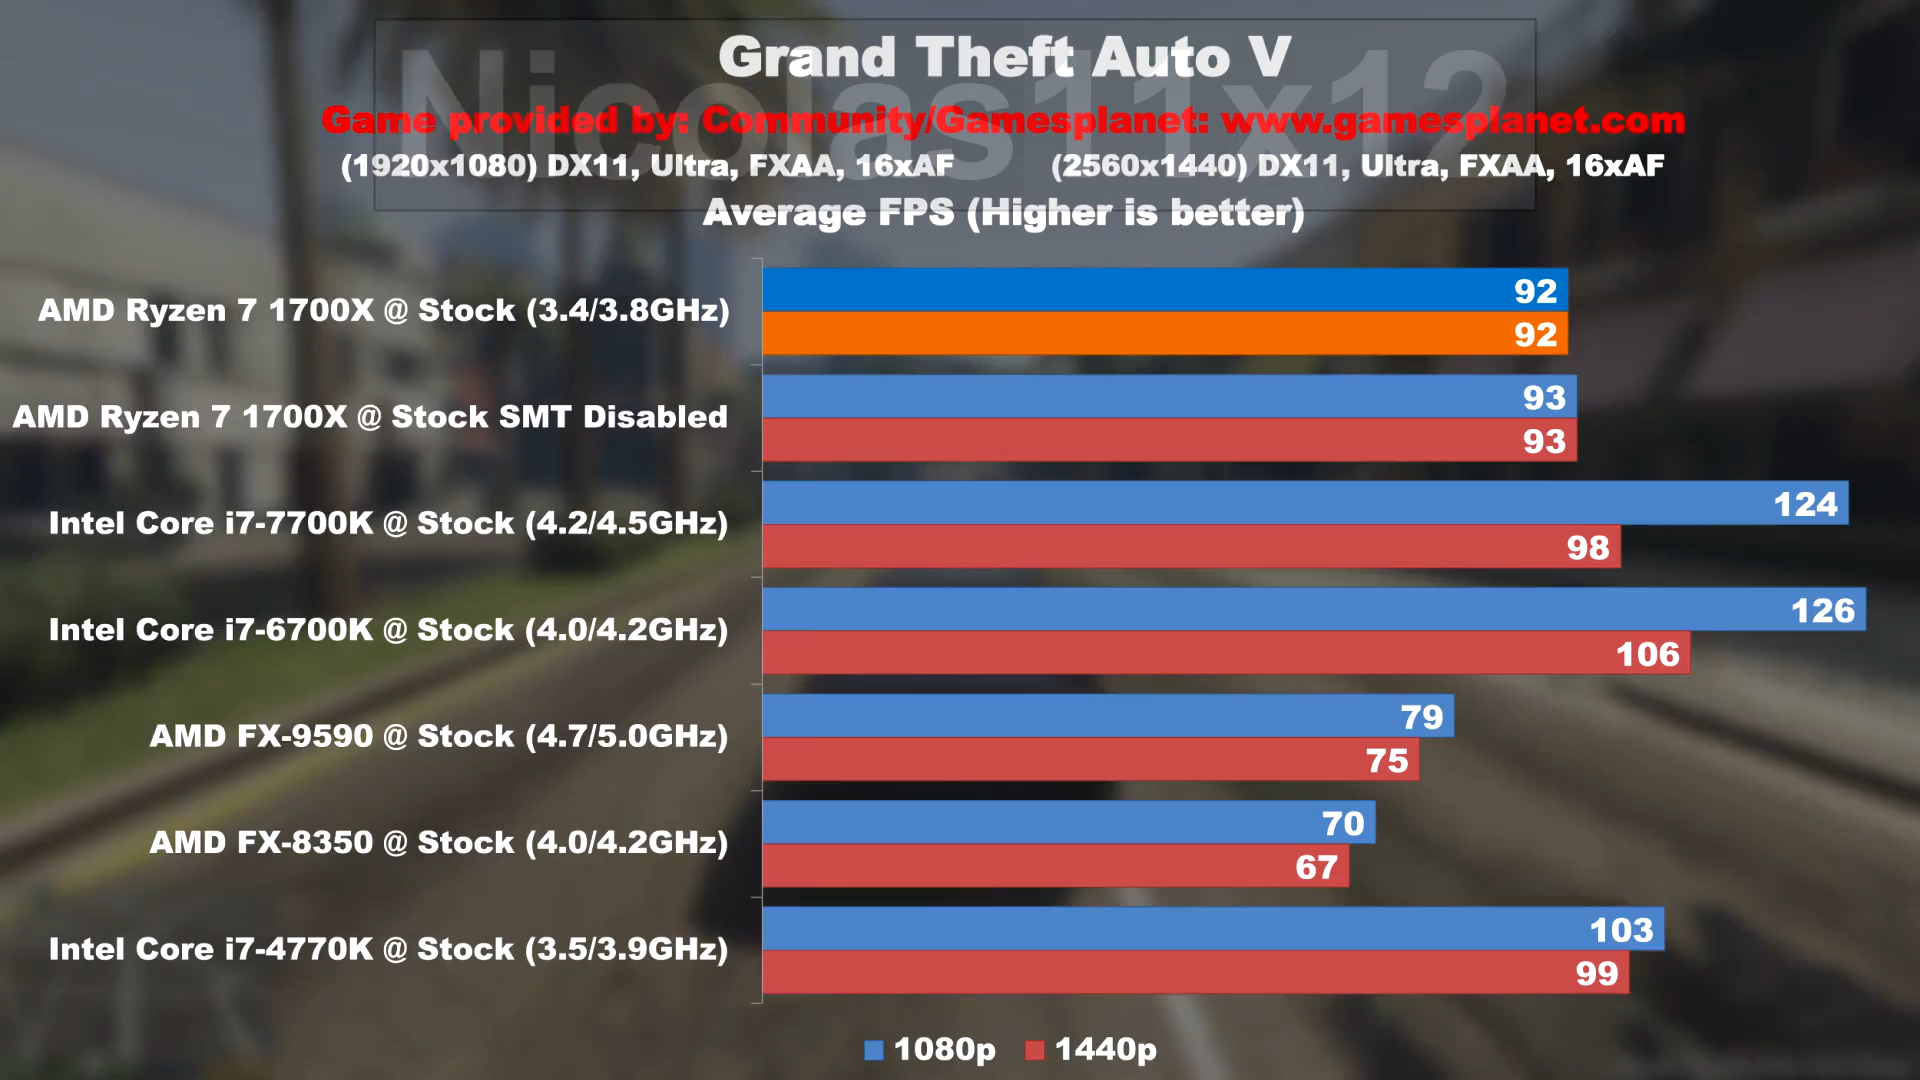 Nicolas11x12
Grand Theft Auto V
Game provided by: Community/Gamesplanet: www.gamesplanet.com
(1920x1080) DX11, Ultra, FXAA, 16xAF (2560x1440) DX11, Ultra, FXAA, 16xAF
Average FPS (Higher is better)
AMD Ryzen 7 1700X @ Stock (3.4/3.8GHz)
92
92
AMD Ryzen 7 1700X @ Stock SMT Disabled
93
93
Intel Core i7-7700K @ Stock (4.2/4.5GHz)
124
98
Intel Core i7-6700K @ Stock (4.0/4.2GHz)
126
106
AMD FX-9590 @ Stock (4.7/5.0GHz)
79
75
AMD FX-8350 @ Stock (4.0/4.2GHz)
70
67
Intel Core i7-4770K @ Stock (3.5/3.9GHz)
103
99
1080p 1440p